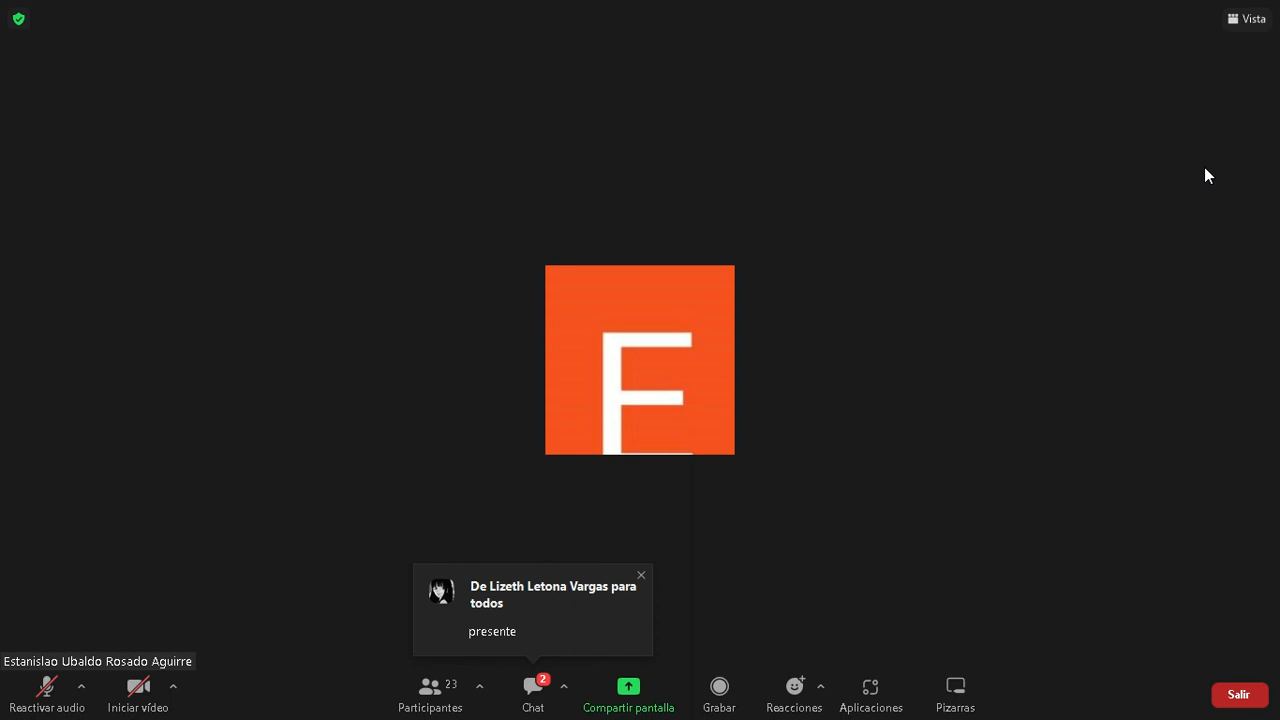 Vista
E
De Lizeth Letona Vargas para
todos
presente
Estanislao Ubaldo Rosado Aguirre
Reactivar audio
Iniciar vídeo
23
Participantes
2
Chat
Compartir pantalla
Grabar
Reacciones
Aplicaciones
Pizarras
Salir